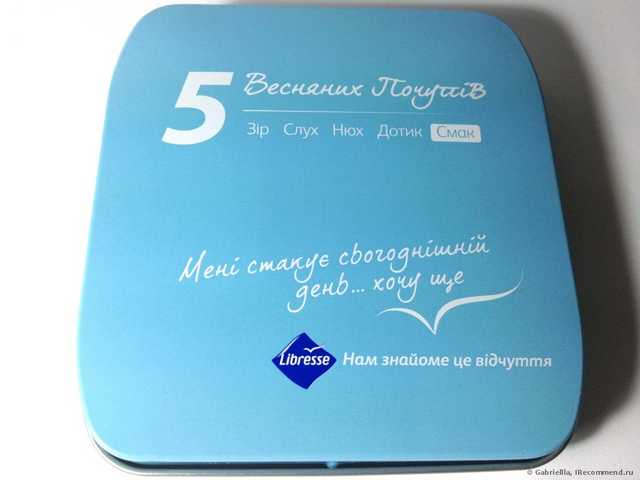 5 Весняних Почуттів
Зір Слух Нюх Дотик Смак
Мені смакує сьогоднішній
день... хочу ще
Libresse Нам знайоме це відчуття
© Gabriellla, IRecommend.ru